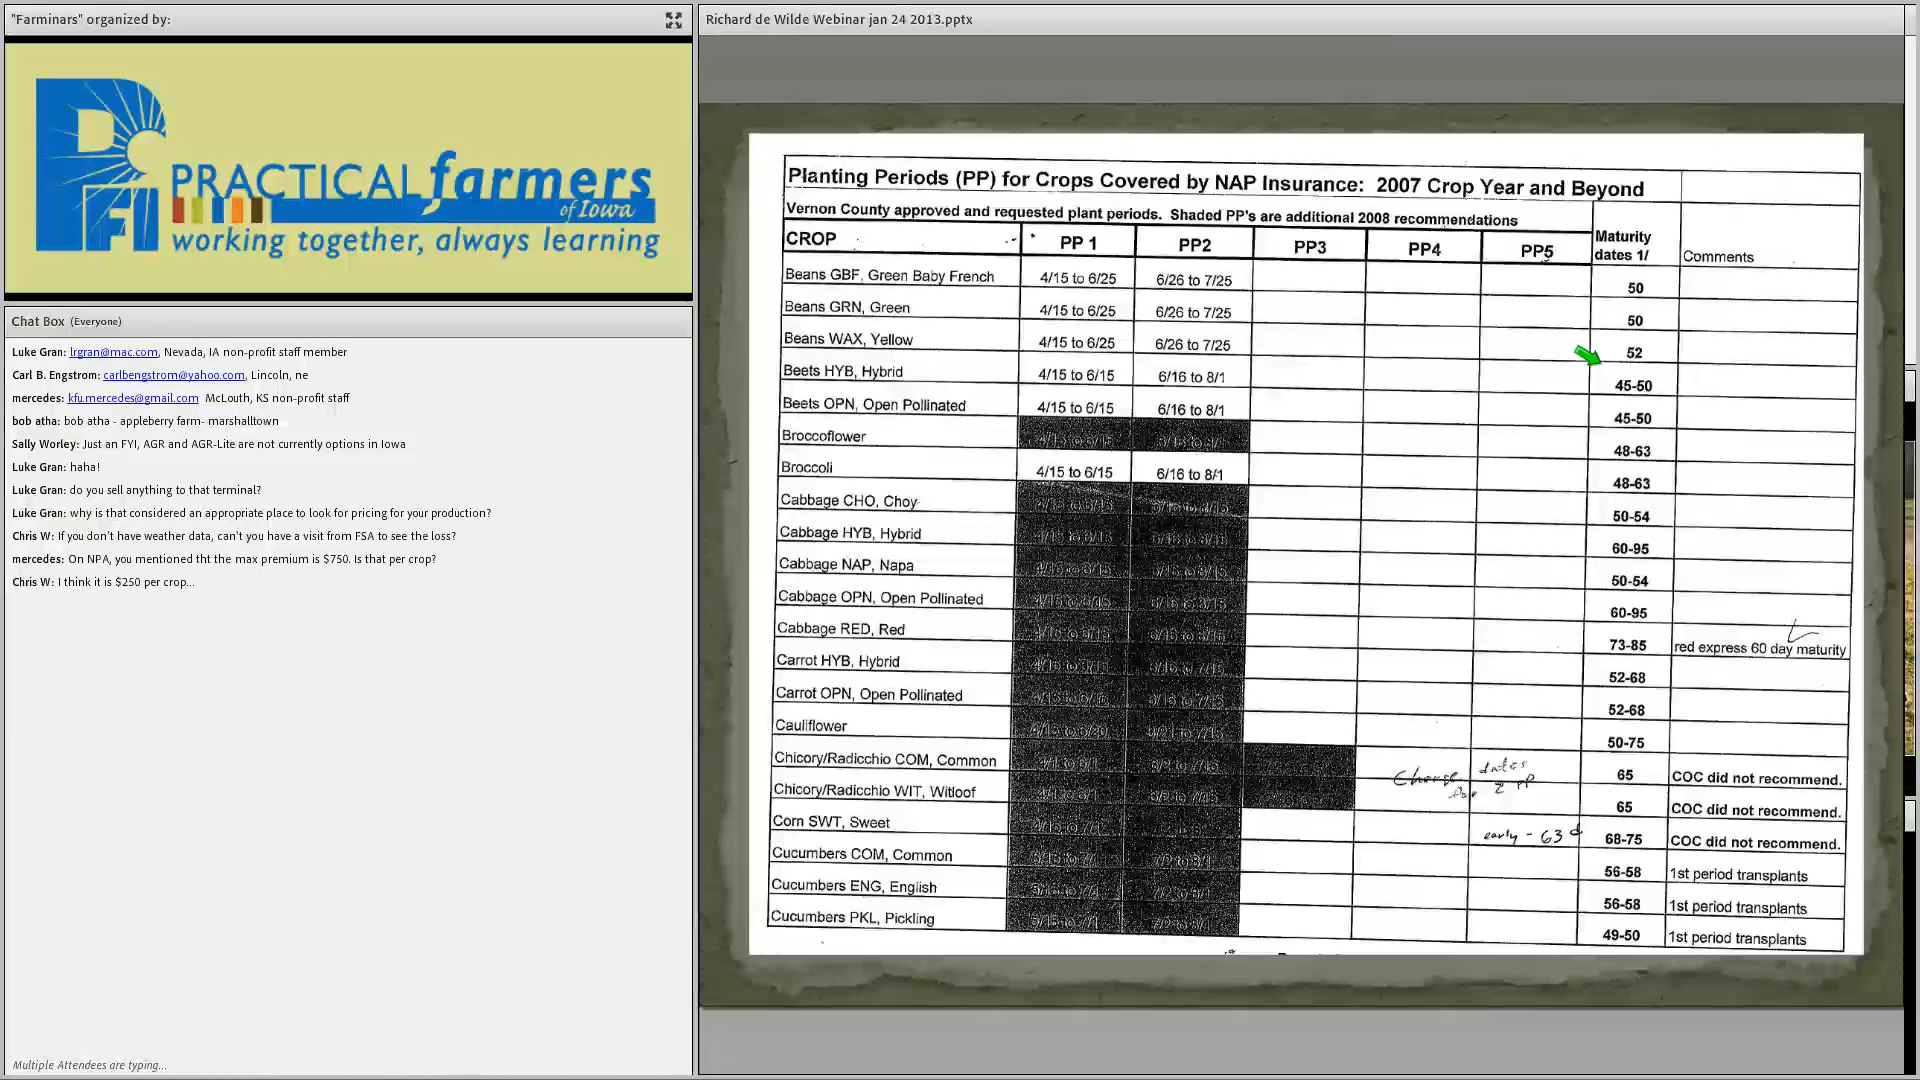 "Farminars" organized by:
PFI
PRACTICAL farmers
of Iowa
working together, always learning
Chat Box (Everyone)
Luke Gran: lrgran@mac.com, Nevada, IA non-profit staff member
Carl B. Engstrom: carlbengstrom@yahoo.com, Lincoln, ne
mercedes: kfu.mercedes@gmail.com McLouth, KS non-profit staff
bob atha: bob atha - appleberry farm- marshalltown
Sally Worley: Just an FYI, AGR and AGR-Lite are not currently options in Iowa
Luke Gran: haha!
Luke Gran: do you sell anything to that terminal?
Luke Gran: why is that considered an appropriate place to look for pricing for your production?
Chris W: If you don't have weather data, can't you have a visit from FSA to see the loss?
mercedes: On NPA, you mentioned tht the max premium is $750. Is that per crop?
Chris W: I think it is $250 per crop...
Multiple Attendees are typing...
Richard de Wilde Webinar jan 24 2013.pptx
Planting Periods (PP) for Crops Covered by NAP Insurance: 2007 Crop Year and Beyond
Vernon County approved and requested plant periods. Shaded PP's are additional 2008 recommendations
CROP PP 1 PP2 PP3 PP4 PP5 Maturity dates 1/ Comments
Beans GBF, Green Baby French 4/15 to 6/25 6/26 to 7/25 50
Beans GRN, Green 4/15 to 6/25 6/26 to 7/25 50
Beans WAX, Yellow 4/15 to 6/25 6/26 to 7/25 52
Beets HYB, Hybrid 4/15 to 6/15 6/16 to 8/1 45-50
Beets OPN, Open Pollinated 4/15 to 6/15 6/16 to 8/1 45-50
Broccoflower 48-63
Broccoli 4/15 to 6/15 6/16 to 8/1 48-63
Cabbage CHO, Choy 50-54
Cabbage HYB, Hybrid 60-95
Cabbage NAP, Napa 50-54
Cabbage OPN, Open Pollinated 60-95
Cabbage RED, Red 73-85 red express 60 day maturity
Carrot HYB, Hybrid 52-68
Carrot OPN, Open Pollinated 52-68
Cauliflower 50-75
Chicory/Radicchio COM, Common Change dates 65 COC did not recommend.
Chicory/Radicchio WIT, Witloof for 2 PP 65 COC did not recommend.
Corn SWT, Sweet early - 63 d 68-75 COC did not recommend.
Cucumbers COM, Common 56-58 1st period transplants
Cucumbers ENG, English 56-58 1st period transplants
Cucumbers PKL, Pickling 49-50 1st period transplants